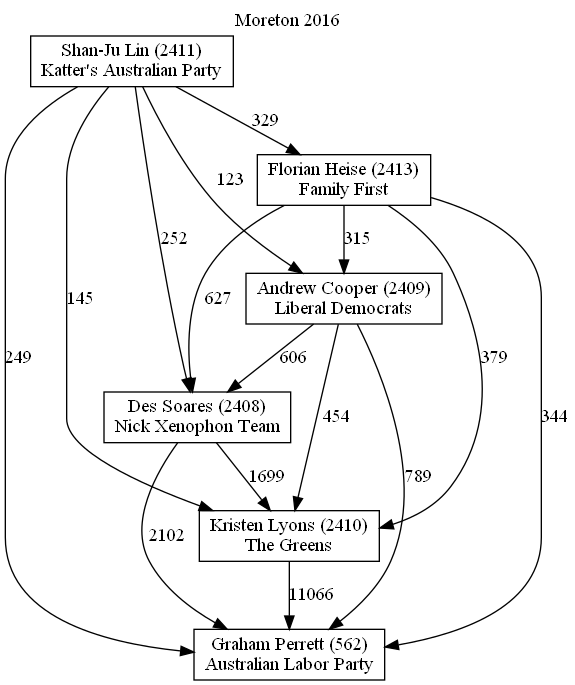 Moreton 2016
Shan-Ju Lin (2411)
Katter's Australian Party
329
Florian Heise (2413)
Family First
123
252
315
627
145
Andrew Cooper (2409)
Liberal Democrats
249
606
379
344
Des Soares (2408)
Nick Xenophon Team
454
1699
789
2102
Kristen Lyons (2410)
The Greens
11066
Graham Perrett (562)
Australian Labor Party